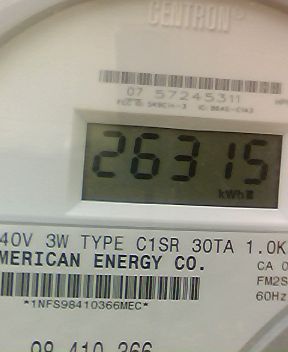 CENTRON®
07 57245311
26315
kWh
40V 3W TYPE C1SR 30TA 1.0K
MERICAN ENERGY CO.
CA 0
FM2S
60Hz
*1NFS98410366MEC*
98 410 366